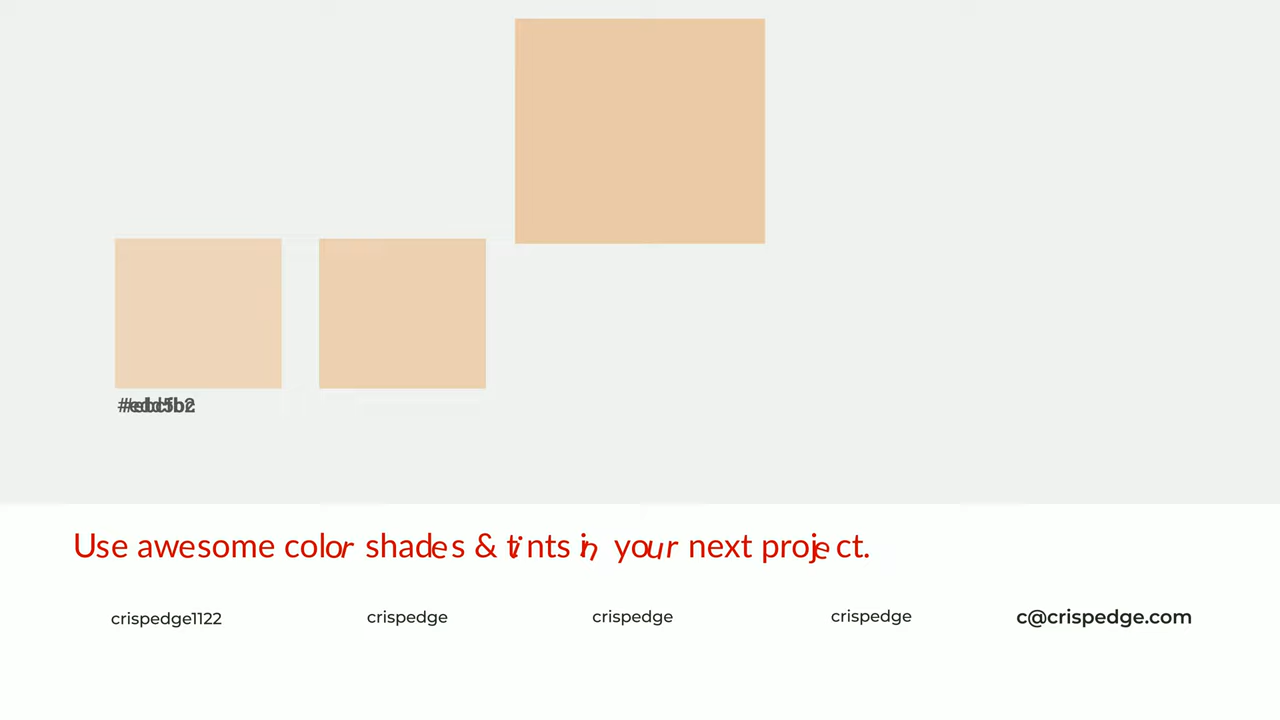 Use awesome color shades & tints in your next project.
crispedge1122 crispedge crispedge crispedge c@crispedge.com